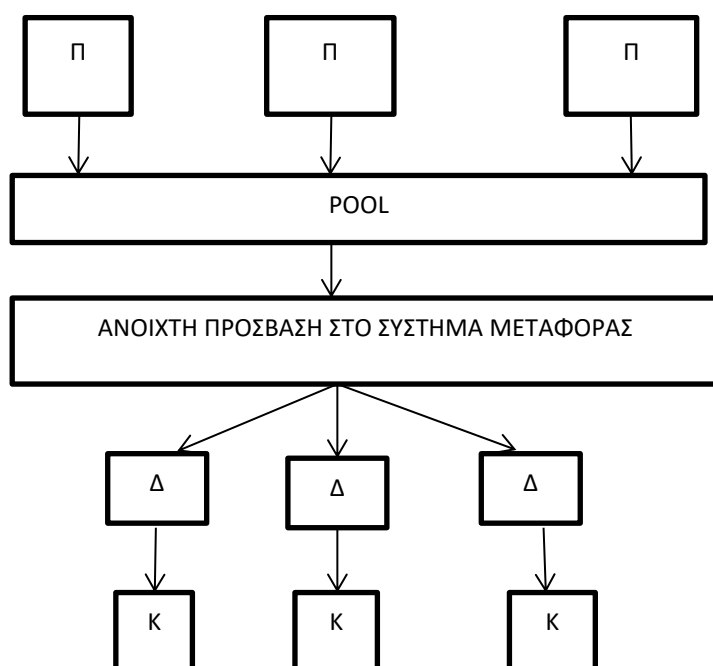 Π Π Π
POOL
ΑΝΟΙΧΤΗ ΠΡΟΣΒΑΣΗ ΣΤΟ ΣΥΣΤΗΜΑ ΜΕΤΑΦΟΡΑΣ
Δ Δ Δ
Κ Κ Κ